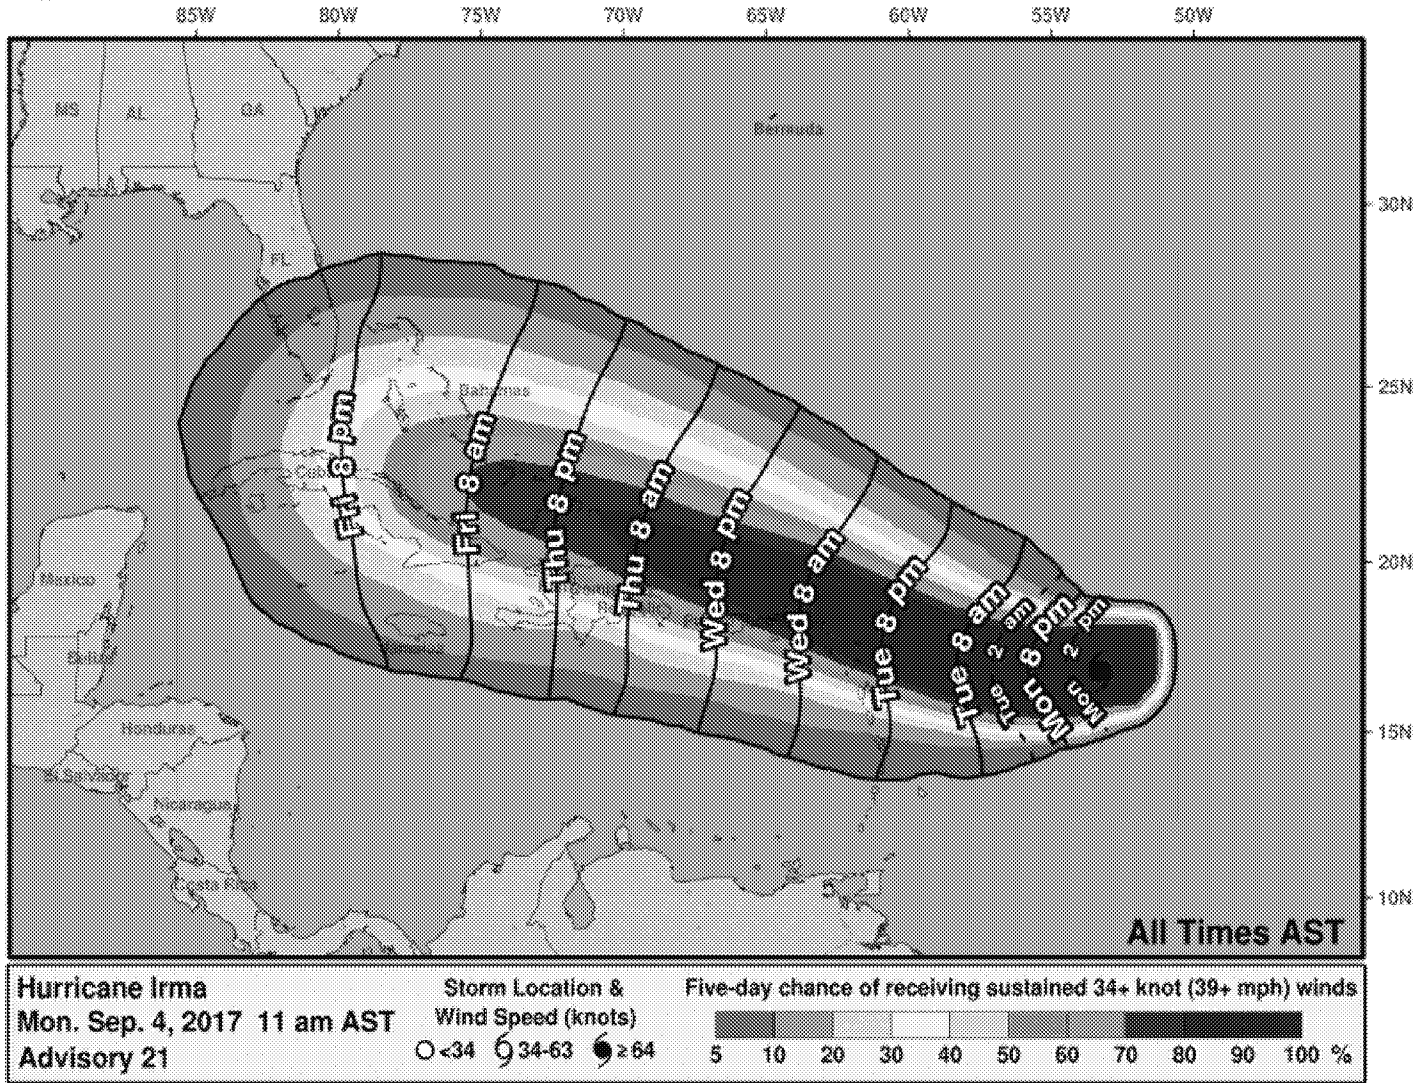 85W 80W 75W 70W 65W 60W 55W 50W
MS AL GA
Bermuda
30N
FL
25N
Bahamas
Cuba
20N
Fri 8 pm
Fri 8 am
Thu 8 pm
Thu 8 am
Wed 8 pm
Wed 8 am
Tue 8 pm
Tue 8 am
Tue 2 am
Mon 8 pm
Mon 2 pm
Mexico
Belize
15N
Honduras
El Salvador
Nicaragua
Costa Rica
10N
All Times AST
Hurricane Irma
Mon. Sep. 4, 2017 11 am AST
Advisory 21
Storm Location &
Wind Speed (knots)
<34 34-63 ≥ 64
Five-day chance of receiving sustained 34+ knot (39+ mph) winds
5 10 20 30 40 50 60 70 80 90 100 %